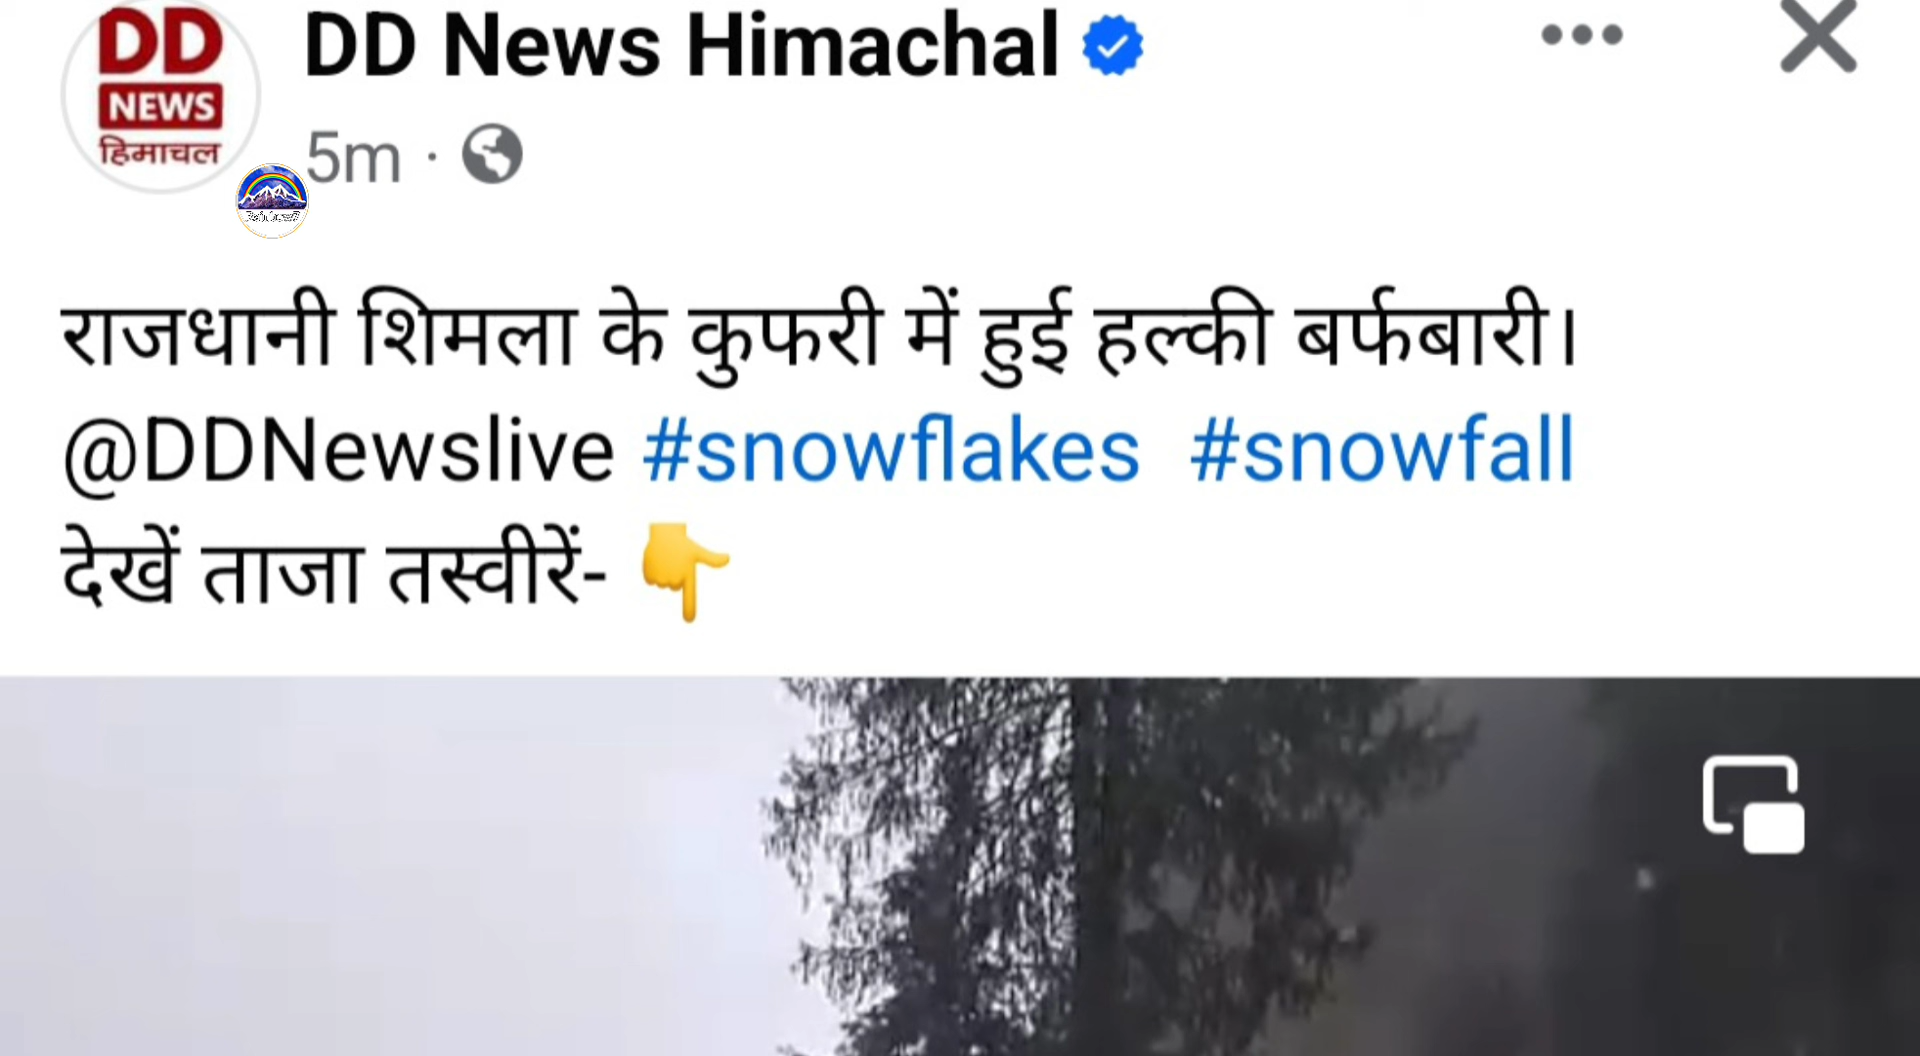 DD News Himachal
DD
NEWS
हिमाचल
5m ·
राजधानी शिमला के कुफरी में हुई हल्की बर्फबारी।
@DDNewslive #snowflakes #snowfall
देखें ताजा तस्वीरें-